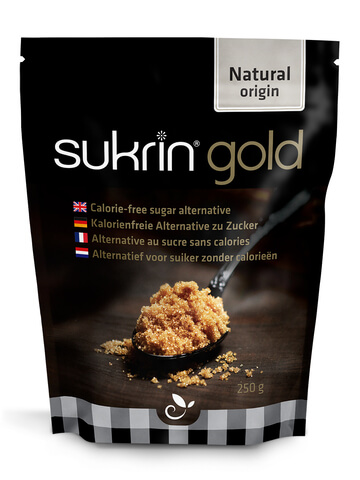 Natural
origin
sukrin® gold
Calorie-free sugar alternative
Kalorienfreie Alternative zu Zucker
Alternative au sucre sans calories
Alternatief voor suiker zonder calorieën
250 g